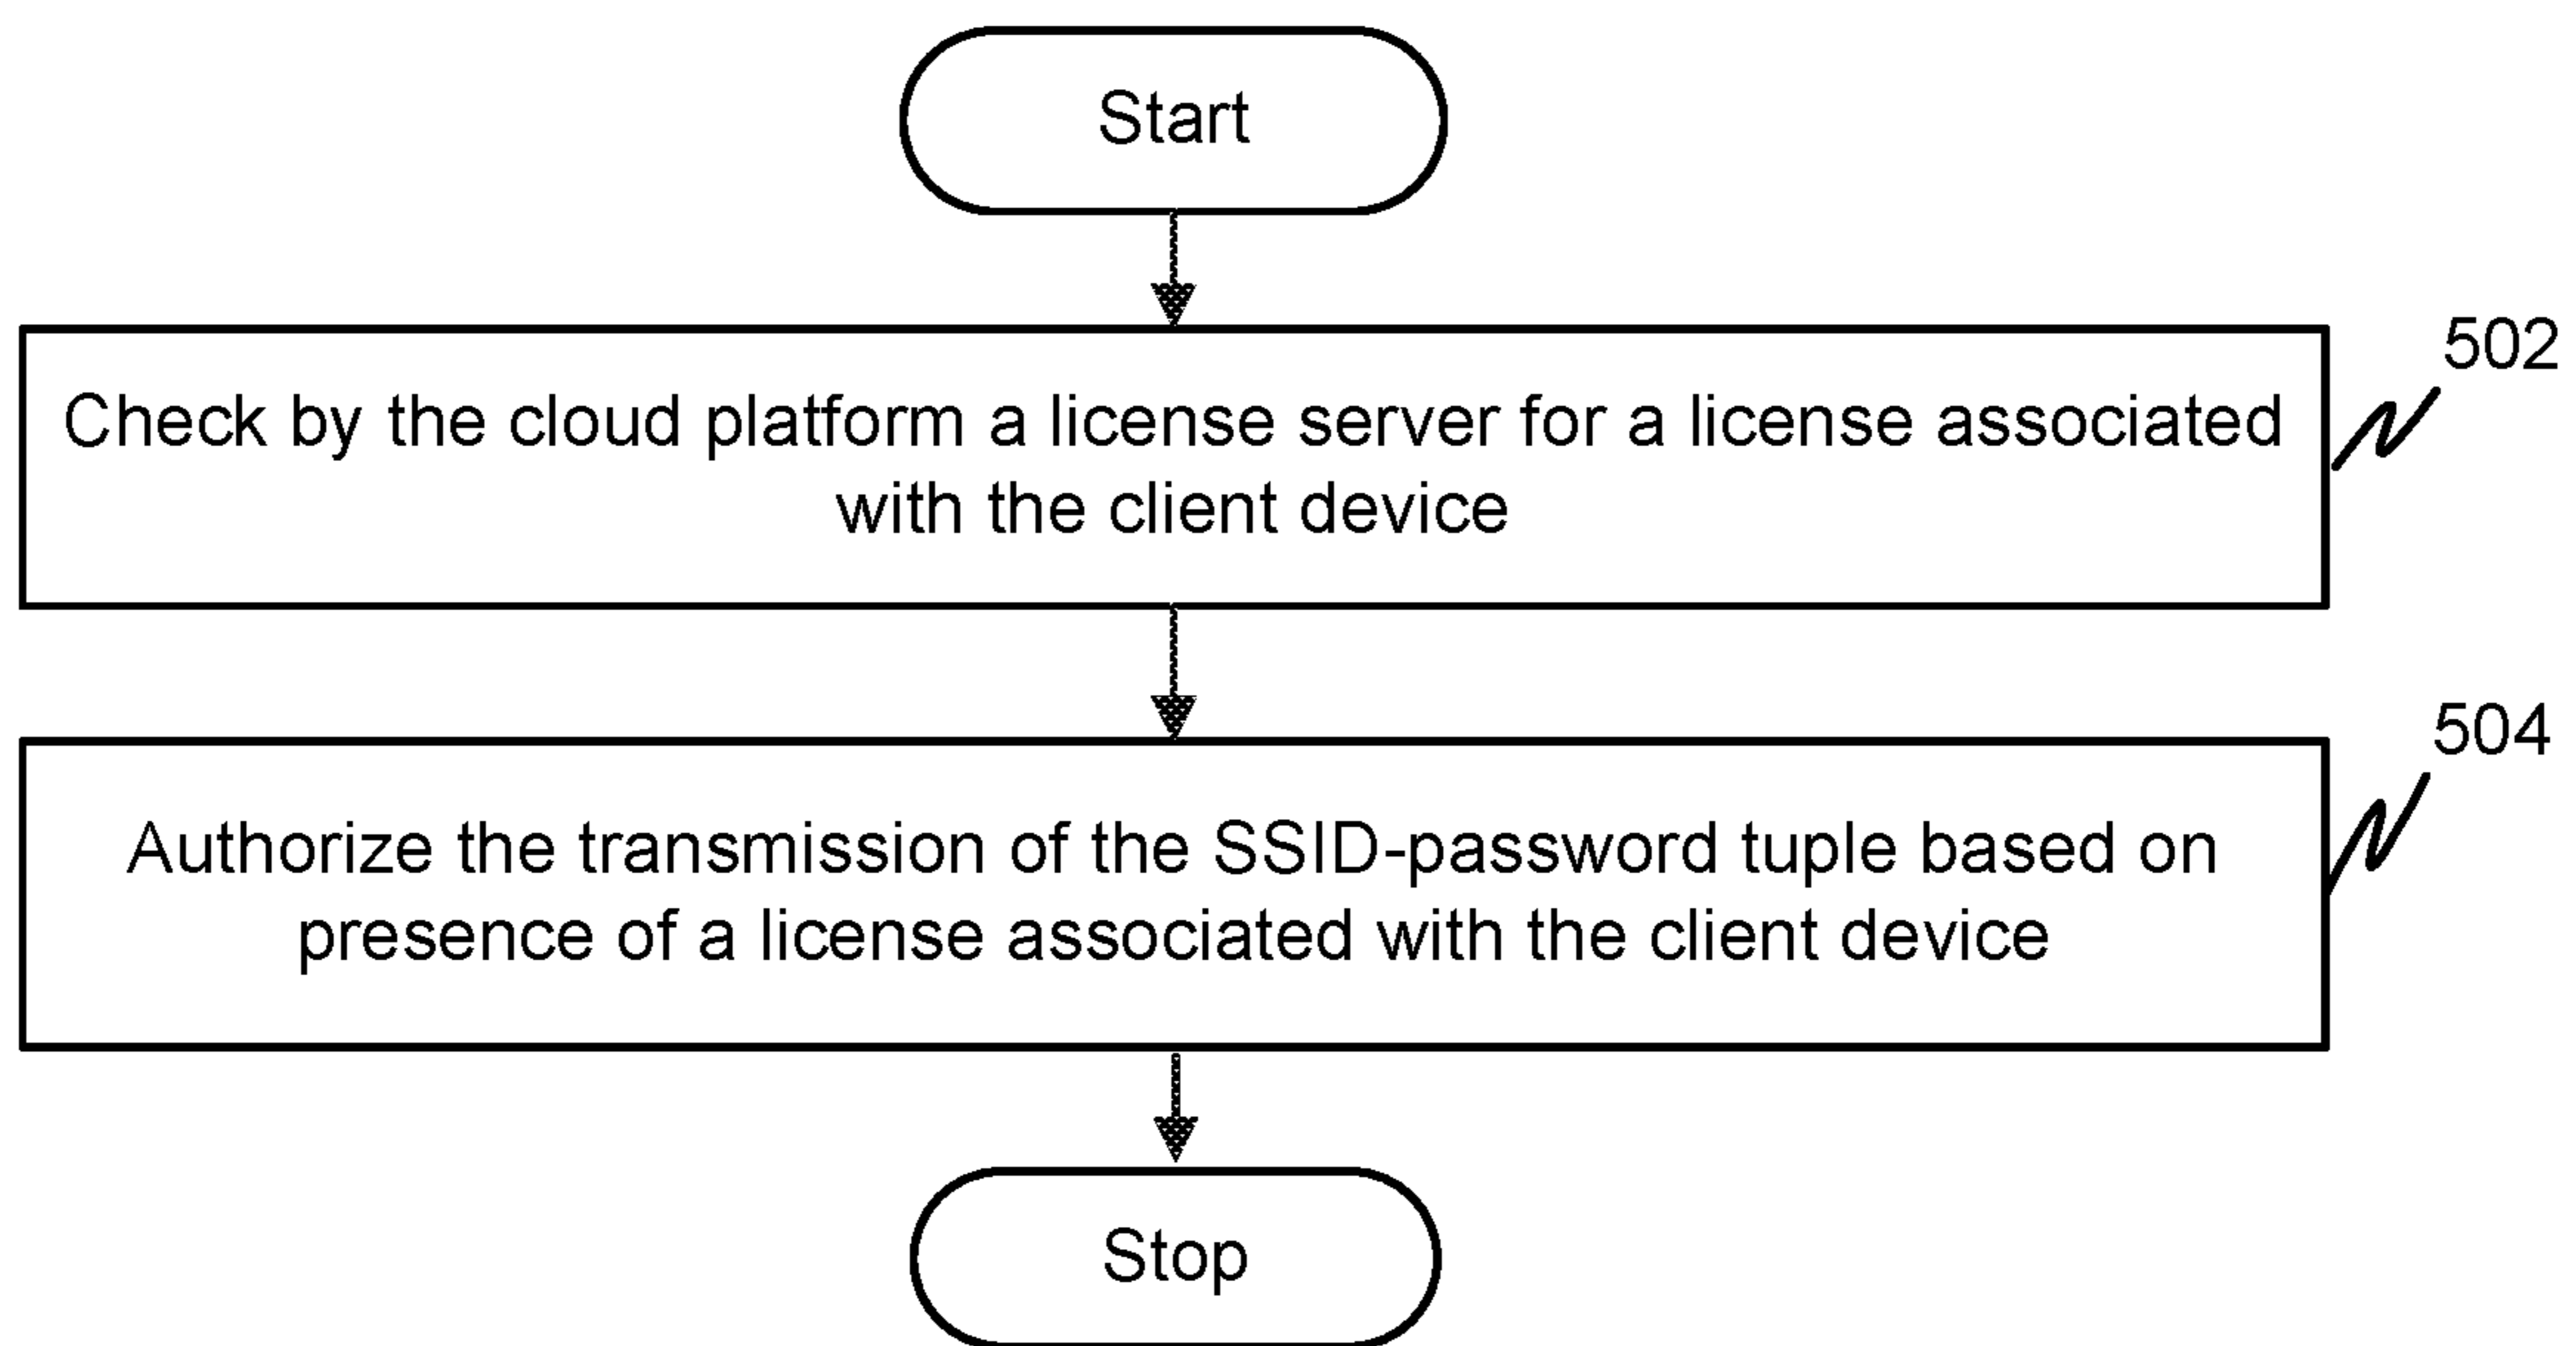 Start
502
Check by the cloud platform a license server for a license associated
with the client device
504
Authorize the transmission of the SSID-password tuple based on
presence of a license associated with the client device
Stop